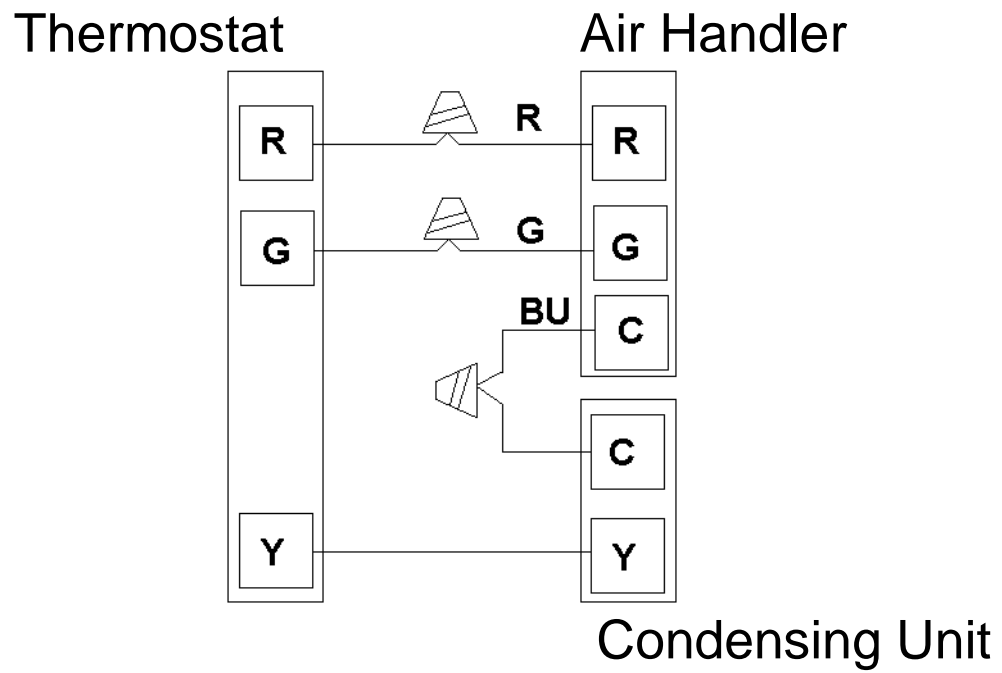 Thermostat Air Handler
R R R
G G G
BU C
C
Y Y
Condensing Unit